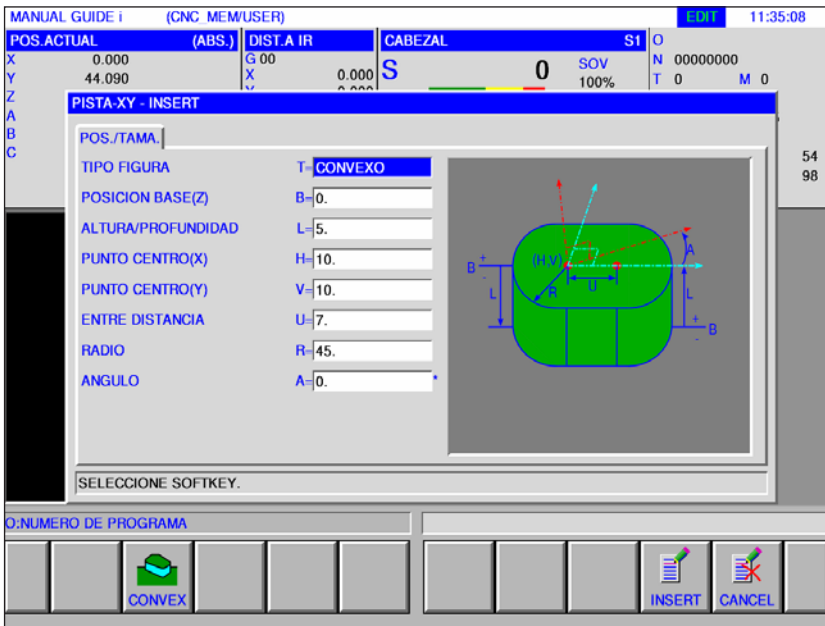 MANUAL GUIDE i (CNC_MEM/USER) EDIT 11:35:08
POS.ACTUAL (ABS.) DIST.A IR CABEZAL S1 O
X 0.000 G 00 S 0 SOV N 00000000
Y 44.090 X 0.000 100% T 0 M 0
Z
A
B
C
54
98
PISTA-XY - INSERT
POS./TAMA.
TIPO FIGURA T=CONVEXO
POSICION BASE(Z) B=0.
ALTURA/PROFUNDIDAD L=5.
PUNTO CENTRO(X) H=10.
PUNTO CENTRO(Y) V=10.
ENTRE DISTANCIA U=7.
RADIO R=45.
ANGULO A=0. *
(H,V) A
B + -
R U
L L
+ - B
SELECCIONE SOFTKEY.
O:NUMERO DE PROGRAMA
CONVEX INSERT CANCEL